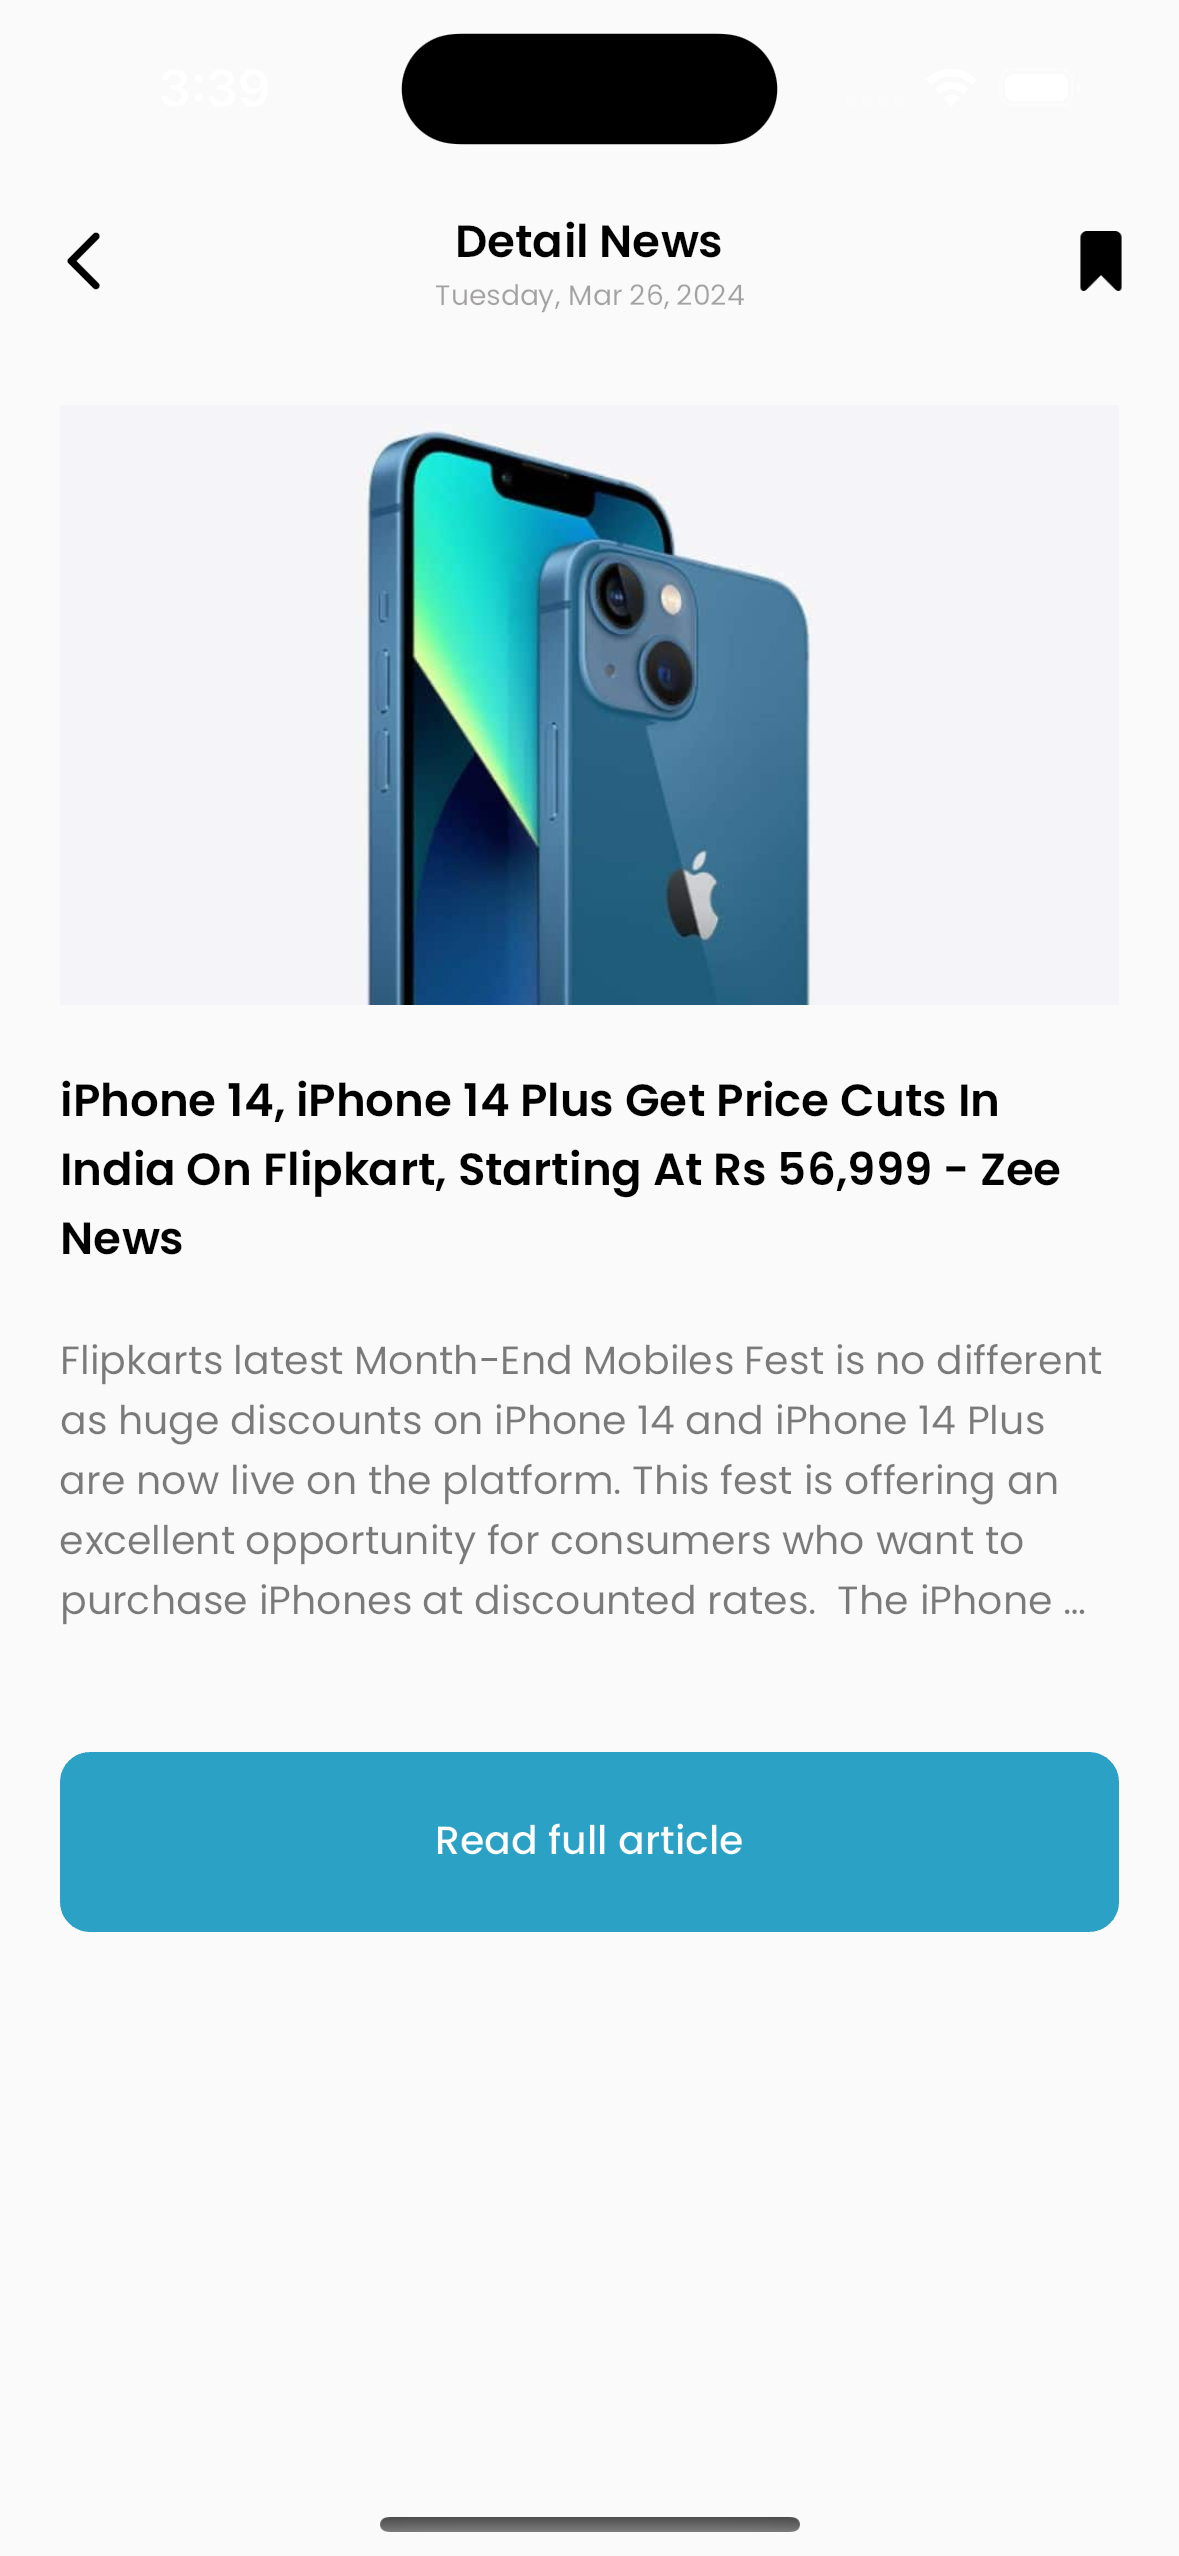 3:39
Detail News
Tuesday, Mar 26, 2024
iPhone 14, iPhone 14 Plus Get Price Cuts In
India On Flipkart, Starting At Rs 56,999 - Zee
News
Flipkarts latest Month-End Mobiles Fest is no different
as huge discounts on iPhone 14 and iPhone 14 Plus
are now live on the platform. This fest is offering an
excellent opportunity for consumers who want to
purchase iPhones at discounted rates.  The iPhone ...
Read full article